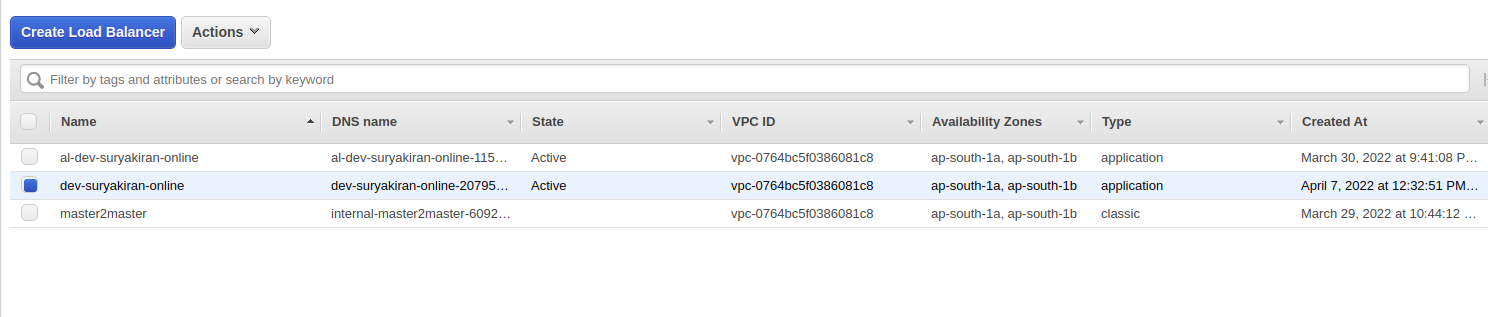 Create Load Balancer Actions
Filter by tags and attributes or search by keyword
Name DNS name State VPC ID Availability Zones Type Created At
al-dev-suryakiran-online al-dev-suryakiran-online-115… Active vpc-0764bc5f0386081c8 ap-south-1a, ap-south-1b application March 30, 2022 at 9:41:08 P…
dev-suryakiran-online dev-suryakiran-online-20795… Active vpc-0764bc5f0386081c8 ap-south-1a, ap-south-1b application April 7, 2022 at 12:32:51 PM…
master2master internal-master2master-6092… vpc-0764bc5f0386081c8 ap-south-1a, ap-south-1b classic March 29, 2022 at 10:44:12 …